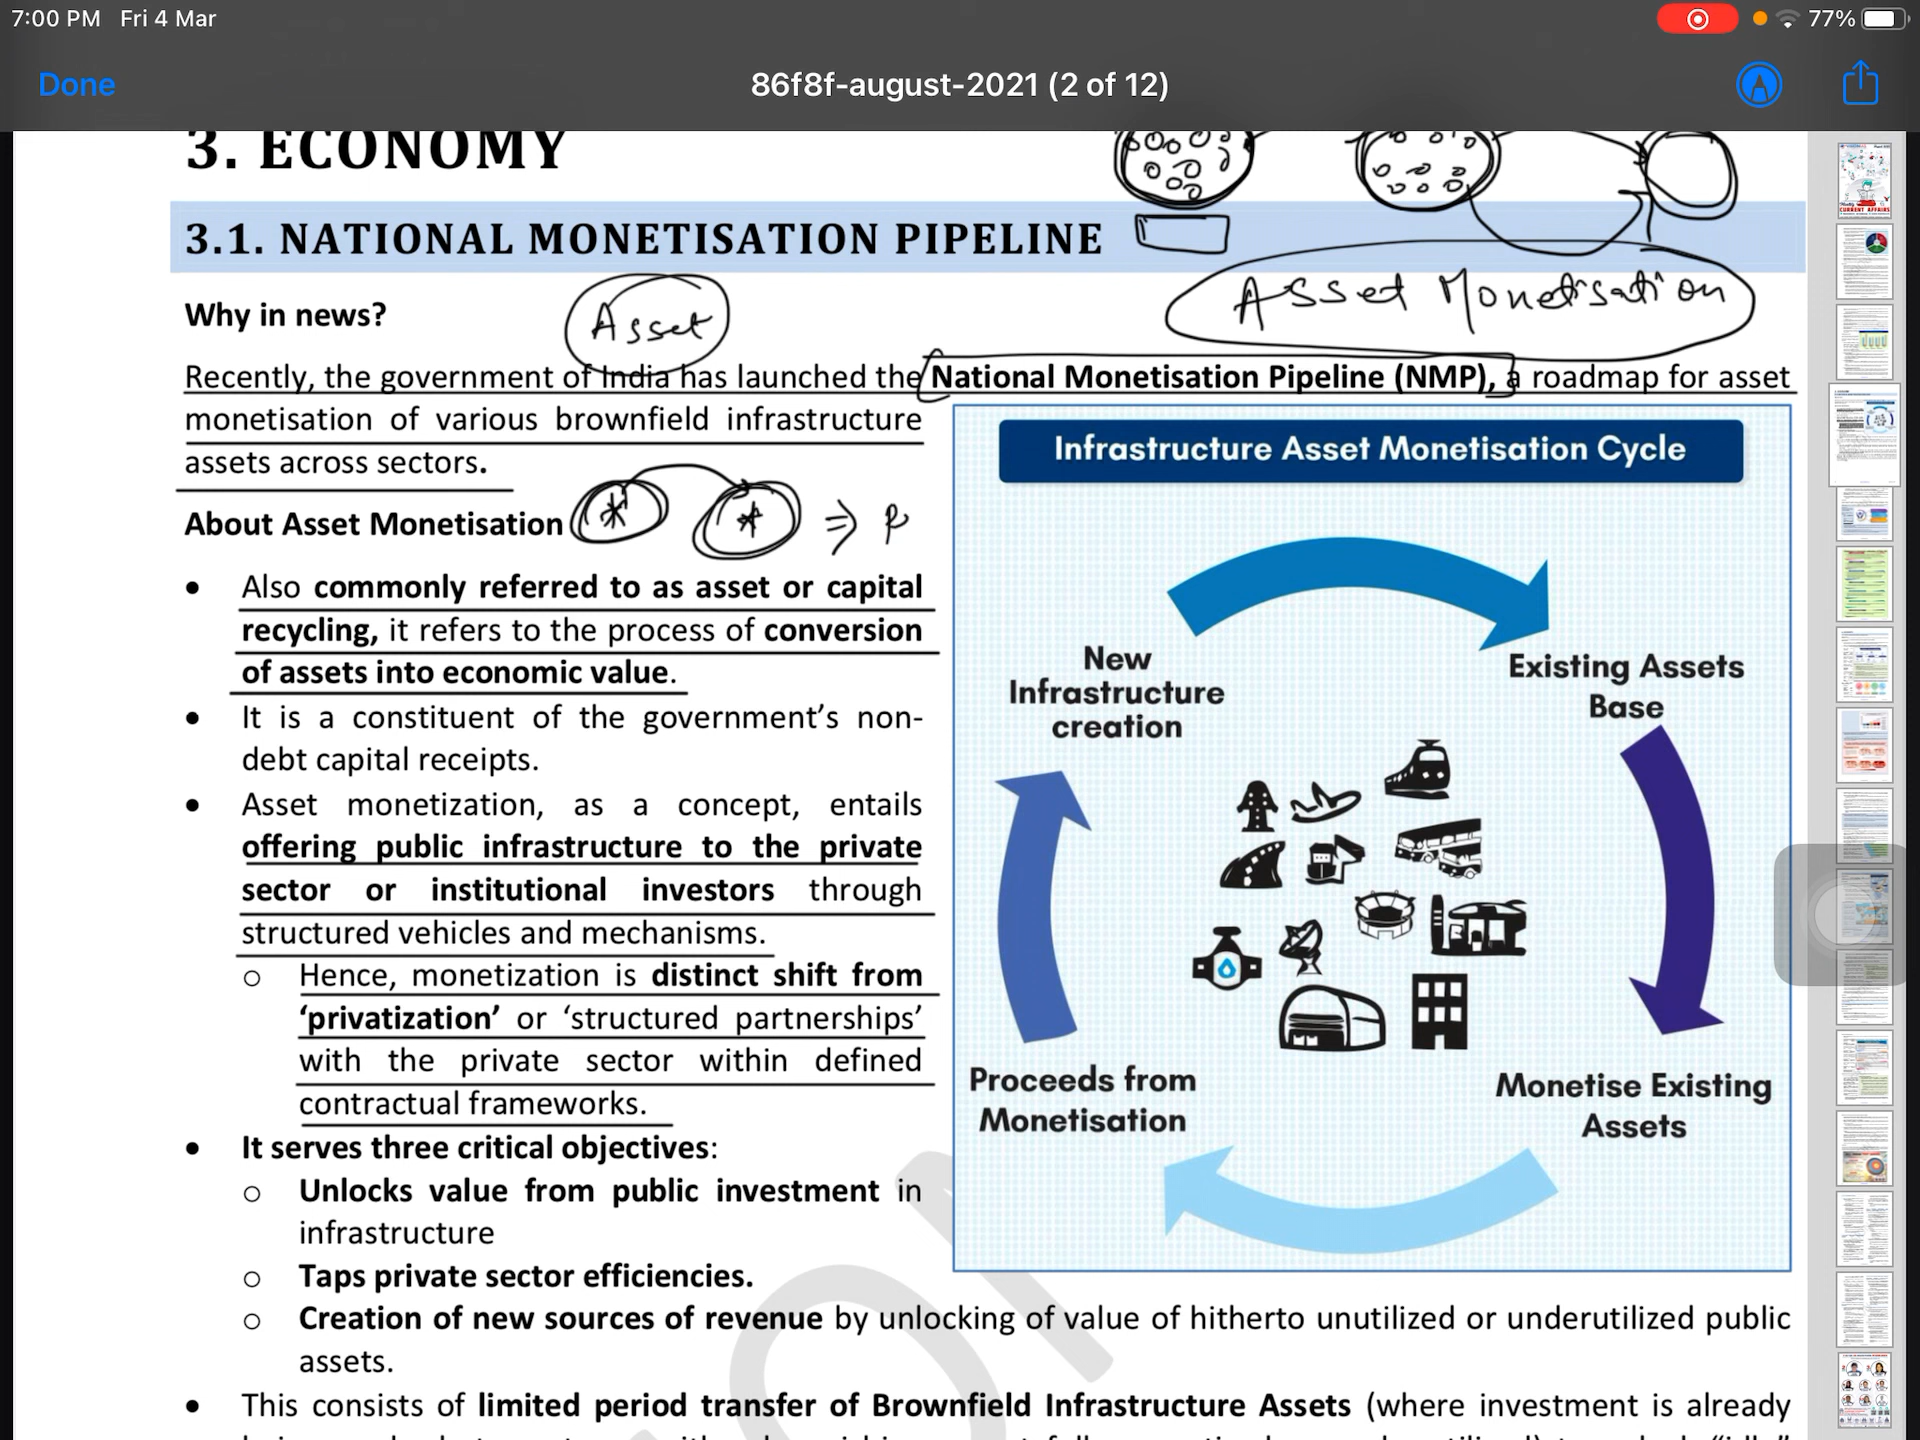 7:00 PM Fri 4 Mar
77%
Done
86f8f-august-2021 (2 of 12)
3. ECONOMY
3.1. NATIONAL MONETISATION PIPELINE
Asset Monetisation
Why in news?
Asset
Recently, the government of India has launched the National Monetisation Pipeline (NMP), a roadmap for asset
monetisation of various brownfield infrastructure
assets across sectors.
About Asset Monetisation
• Also commonly referred to as asset or capital
recycling, it refers to the process of conversion
of assets into economic value.
• It is a constituent of the government’s non-
debt capital receipts.
• Asset monetization, as a concept, entails
offering public infrastructure to the private
sector or institutional investors through
structured vehicles and mechanisms.
o Hence, monetization is distinct shift from
‘privatization’ or ‘structured partnerships’
with the private sector within defined
contractual frameworks.
• It serves three critical objectives:
o Unlocks value from public investment in
infrastructure
o Taps private sector efficiencies.
o Creation of new sources of revenue by unlocking of value of hitherto unutilized or underutilized public
assets.
• This consists of limited period transfer of Brownfield Infrastructure Assets (where investment is already
Infrastructure Asset Monetisation Cycle
New
Infrastructure
creation
Existing Assets
Base
Proceeds from
Monetisation
Monetise Existing
Assets